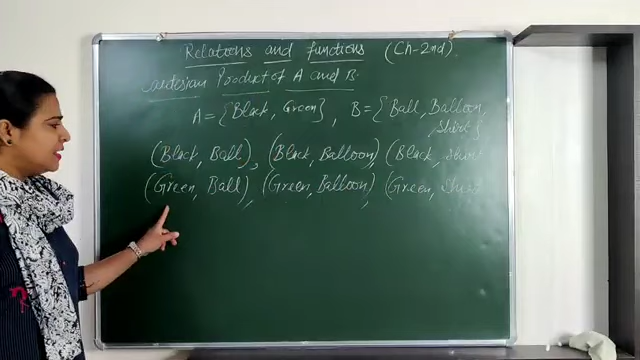 Relations and functions (Ch-2nd).
Cartesian Product of A and B.
A = {Black, Green}, B = {Ball, Balloon,
Shirt}
(Black, Ball), (Black, Balloon) (Black, Shirt
(Green, Ball), (Green, Balloon), (Green, Shirt